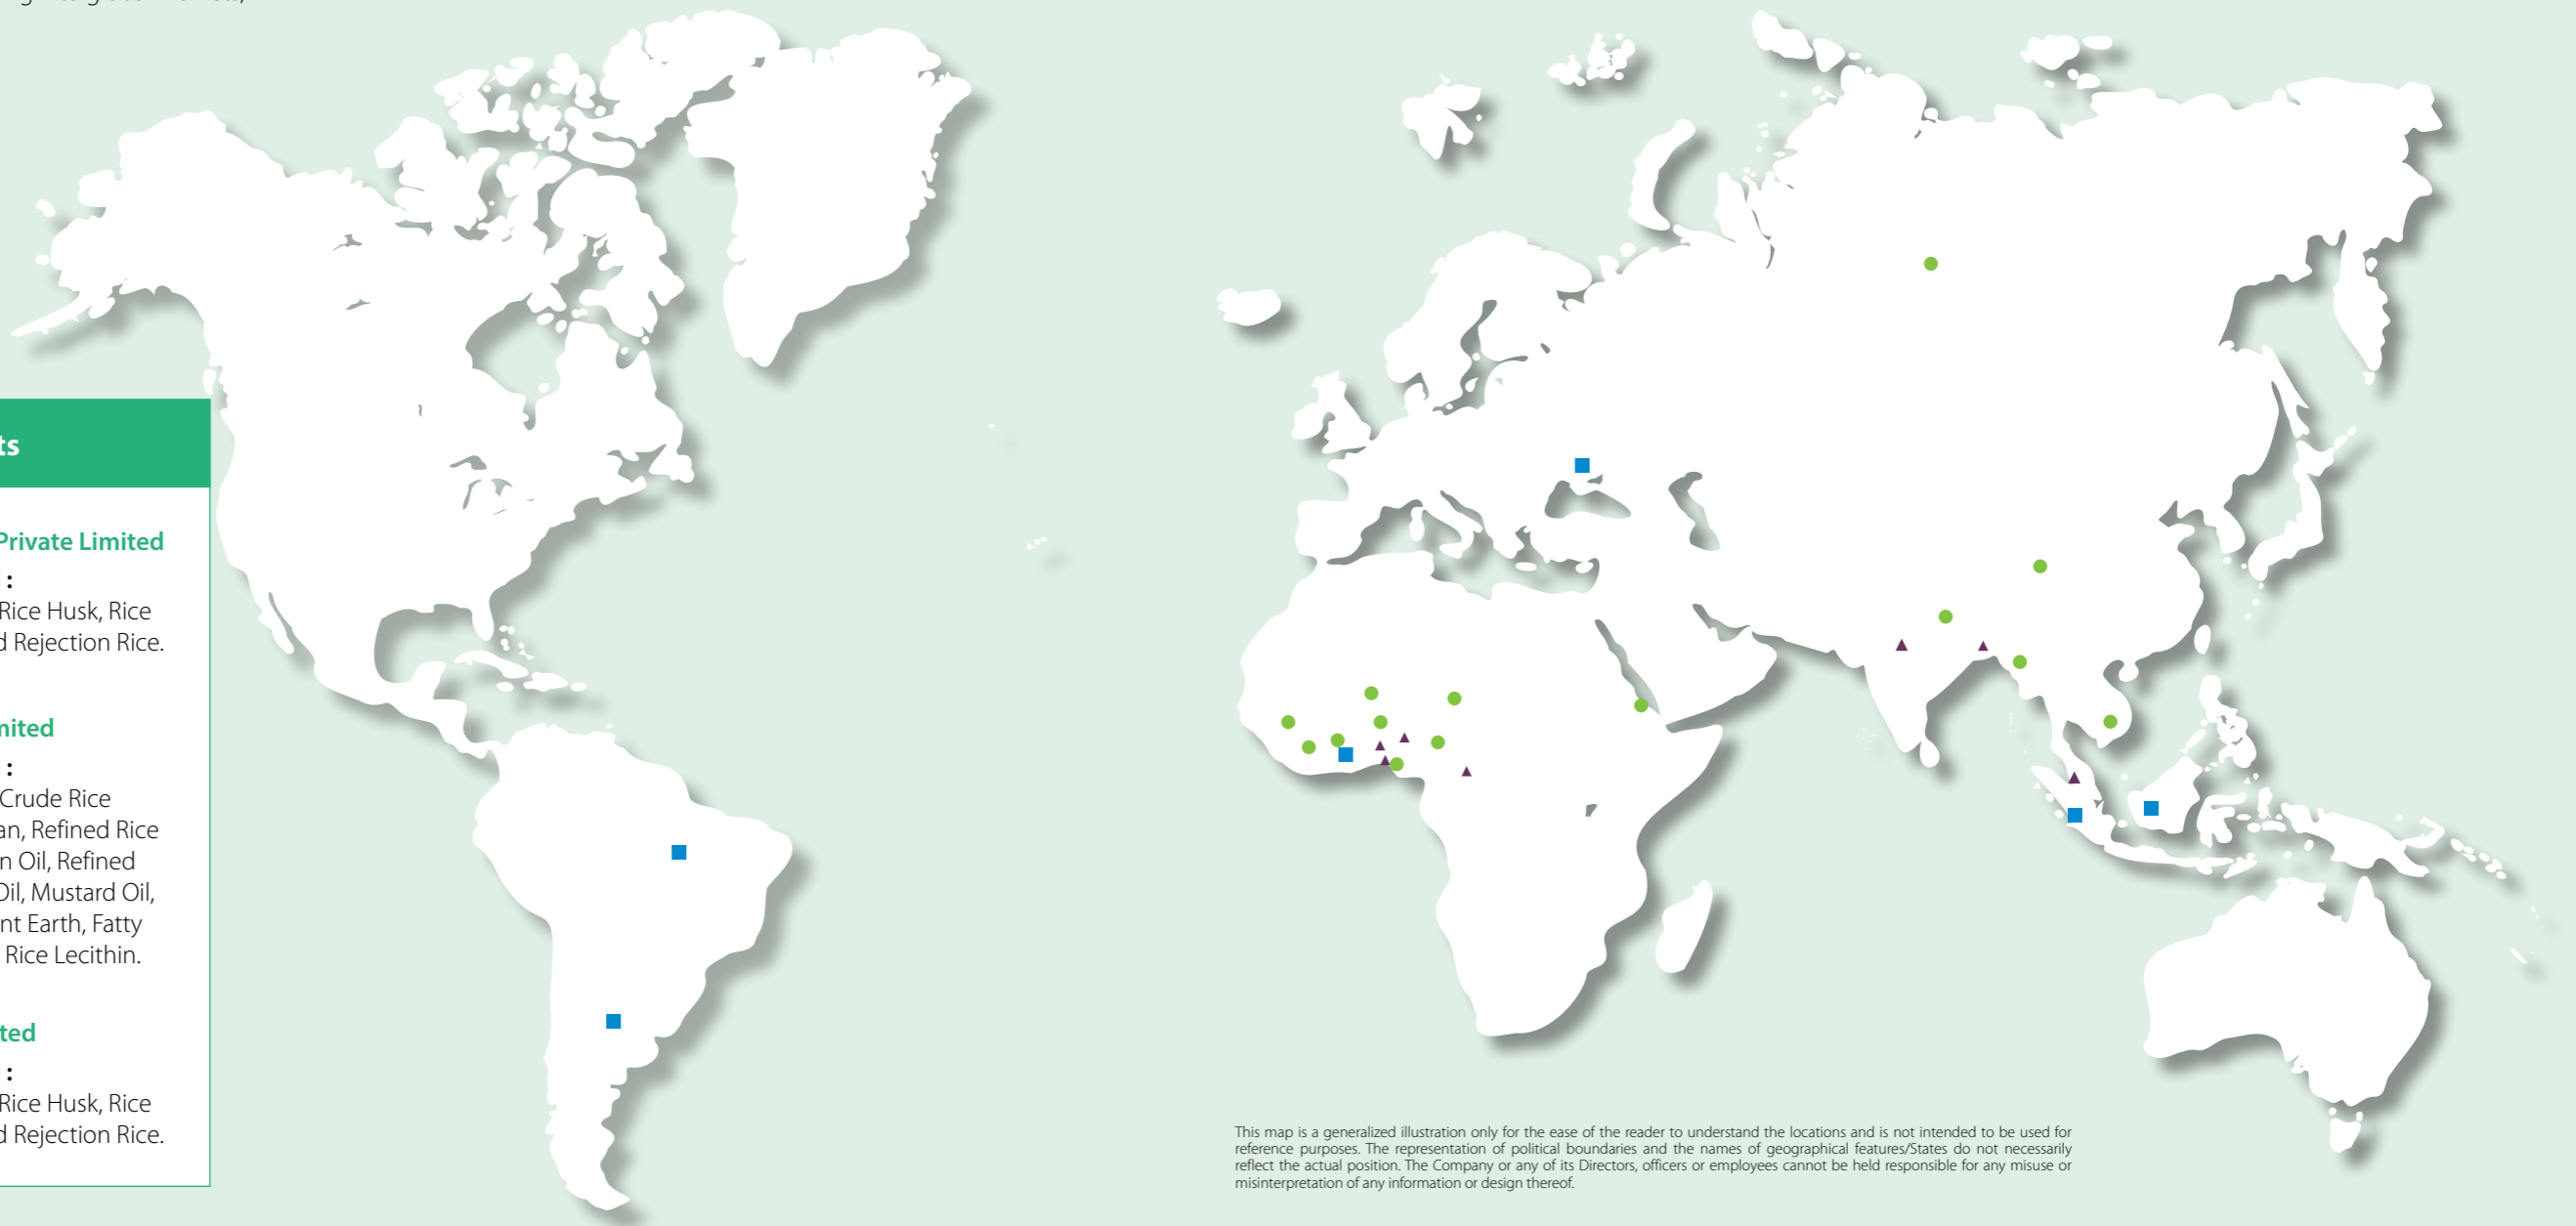 ts
Private Limited
:
Rice Husk, Rice
d Rejection Rice.
mited
:
Crude Rice
an, Refined Rice
n Oil, Refined
Oil, Mustard Oil,
nt Earth, Fatty
Rice Lecithin.
ted
:
Rice Husk, Rice
d Rejection Rice.
This map is a generalized illustration only for the ease of the reader to understand the locations and is not intended to be used for
reference purposes. The representation of political boundaries and the names of geographical features/States do not necessarily
reflect the actual position. The Company or any of its Directors, officers or employees cannot be held responsible for any misuse or
misinterpretation of any information or design thereof.